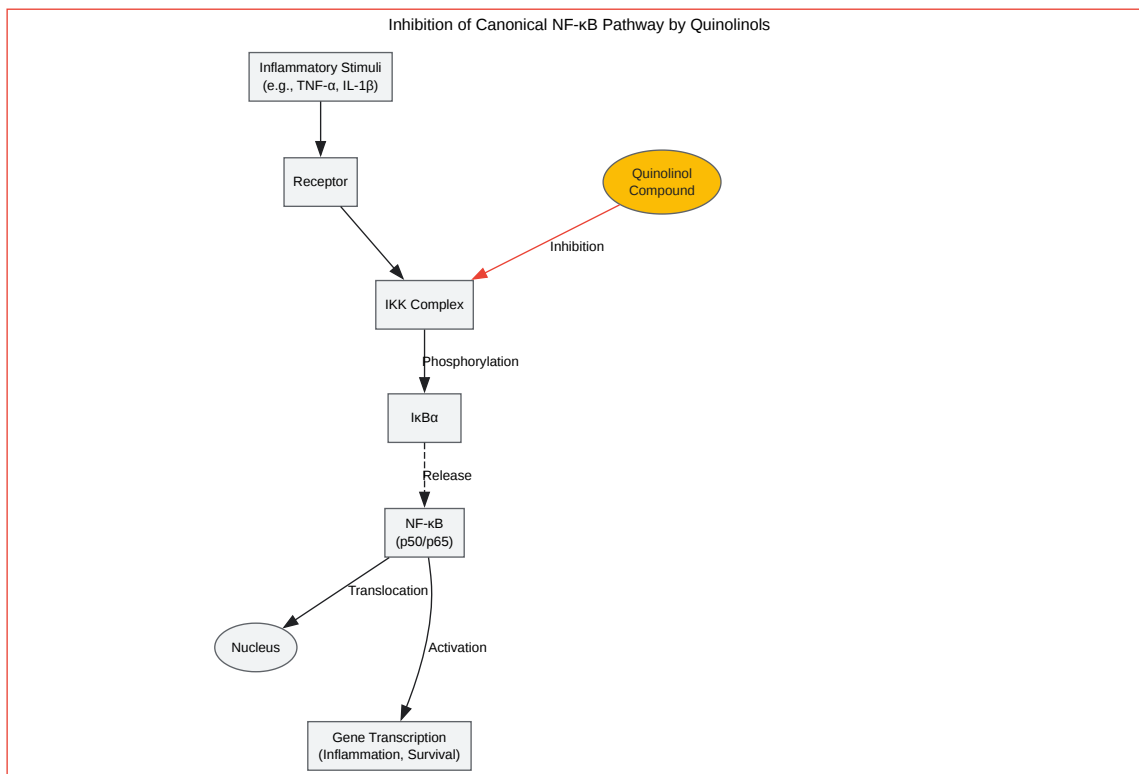 Inhibition of Canonical NF-κB Pathway by Quinolinols
Inflammatory Stimuli
(e.g., TNF-α, IL-1β)
Receptor
Quinolinol
Compound
Inhibition
IKK Complex
Phosphorylation
IκBα
Release
NF-κB
(p50/p65)
Translocation
Nucleus
Activation
Gene Transcription
(Inflammation, Survival)